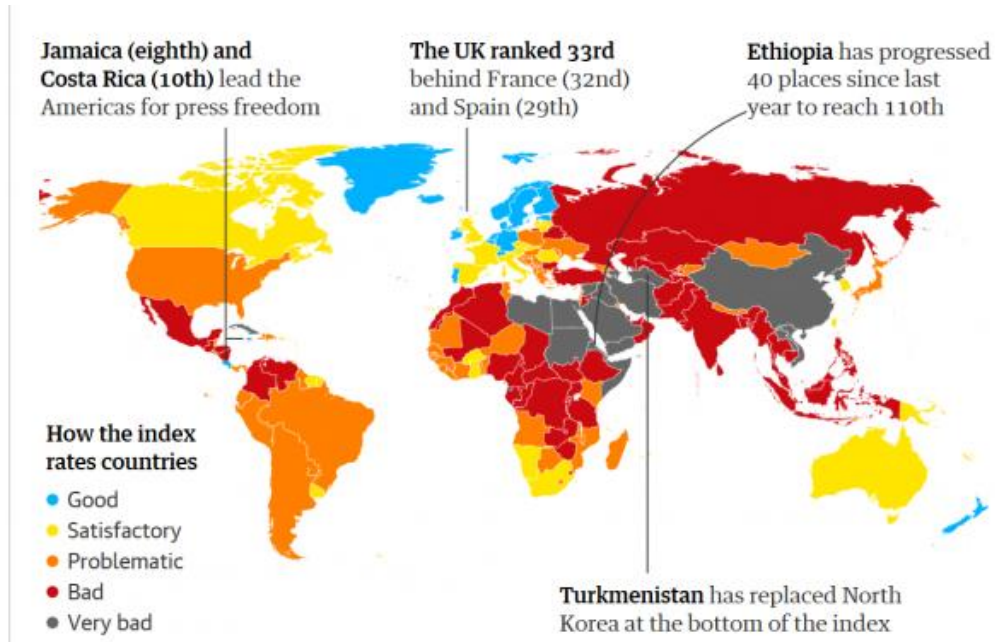 Jamaica (eighth) and
Costa Rica (10th) lead the
Americas for press freedom
The UK ranked 33rd
behind France (32nd)
and Spain (29th)
Ethiopia has progressed
40 places since last
year to reach 110th
How the index
rates countries
Good
Satisfactory
Problematic
Bad
Very bad
Turkmenistan has replaced North
Korea at the bottom of the index